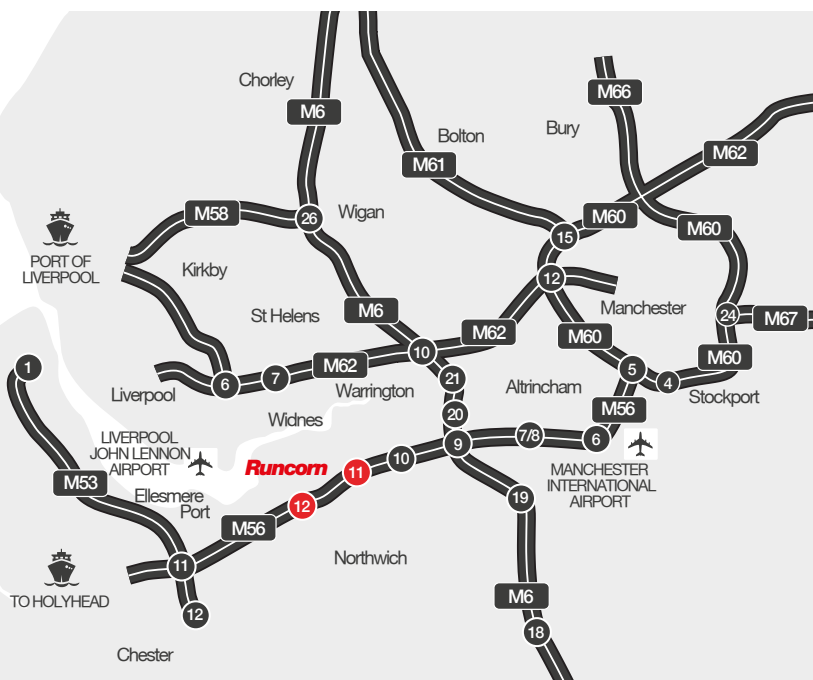 Chorley
M6
M66
Bolton
Bury
M61
M62
M58
26
Wigan
M60
15
M60
PORT OF
LIVERPOOL
Kirkby
12
Manchester
St Helens
M6
M62
M60
24
M67
1
10
M62
M60
Liverpool
6
7
Warrington
21
Altrincham
5
4
Stockport
Widnes
20
M56
LIVERPOOL
JOHN LENNON
AIRPORT
Runcorn
11
10
9
7/8
6
MANCHESTER
INTERNATIONAL
AIRPORT
M53
Ellesmere
Port
12
19
M56
Northwich
11
TO HOLYHEAD
M6
12
18
Chester